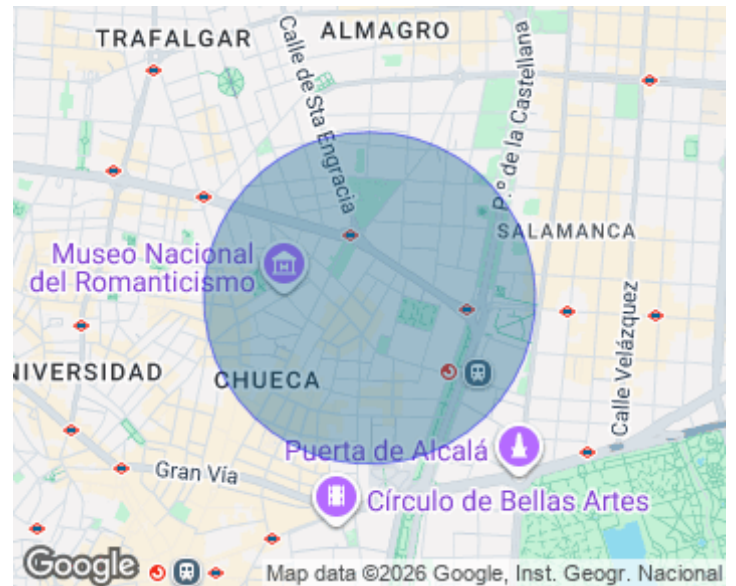 TRAFALGAR
ALMAGRO
Calle de Sta Engracia
P.º de la Castellana
SALAMANCA
Museo Nacional
del Romanticismo
Calle Velázquez
NIVERSIDAD
CHUECA
Puerta de Alcalá
Gran Vía
Círculo de Bellas Artes
Google
Map data ©2026 Google, Inst. Geogr. Nacional